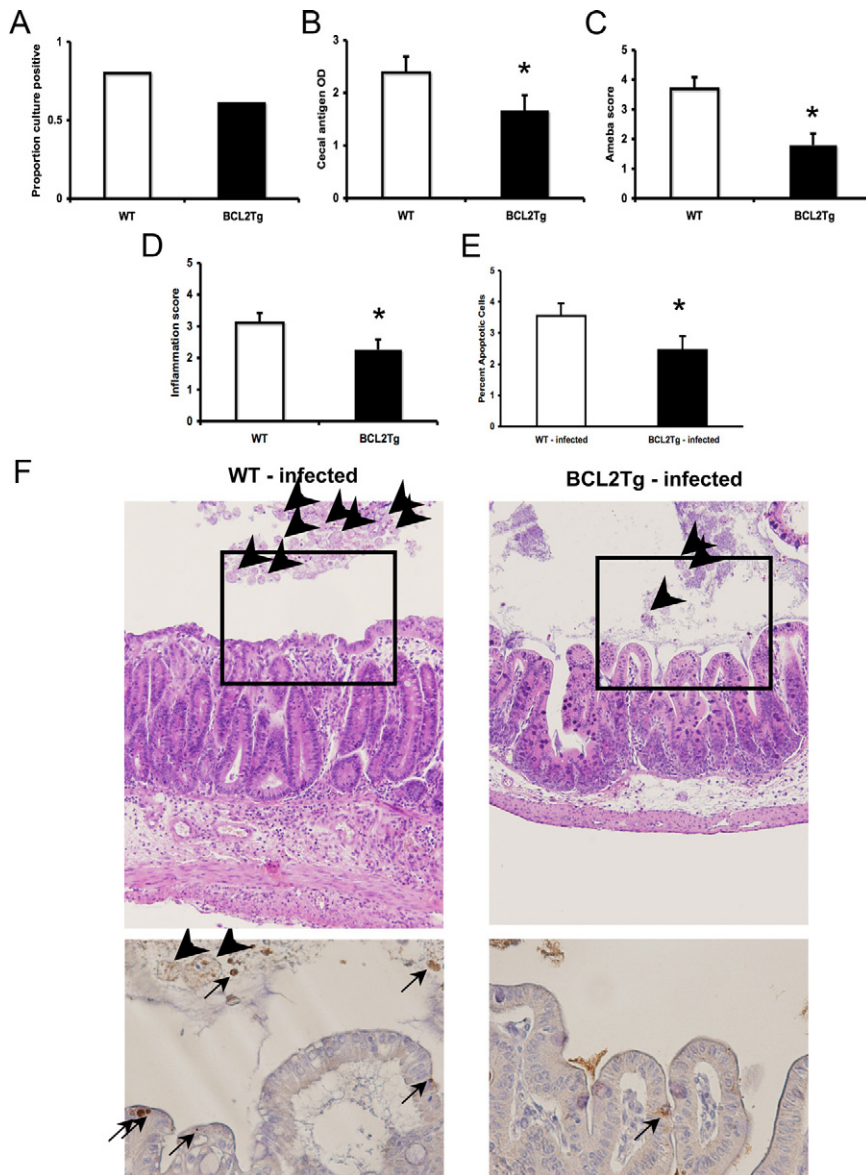 A
Proportion culture positive
1
0.5
0
WT
BCL2Tg
B
Cecal antigen OD
3
2
1
0
*
WT
BCL2Tg
C
Ameba score
5
4
3
2
1
0
*
WT
BCL2Tg
D
Inflammation score
5
4
3
2
1
0
*
WT
BCL2Tg
E
Percent Apoptotic Cells
5
4
3
2
1
0
*
WT - infected
BCL2Tg - infected
F
WT - infected
BCL2Tg - infected